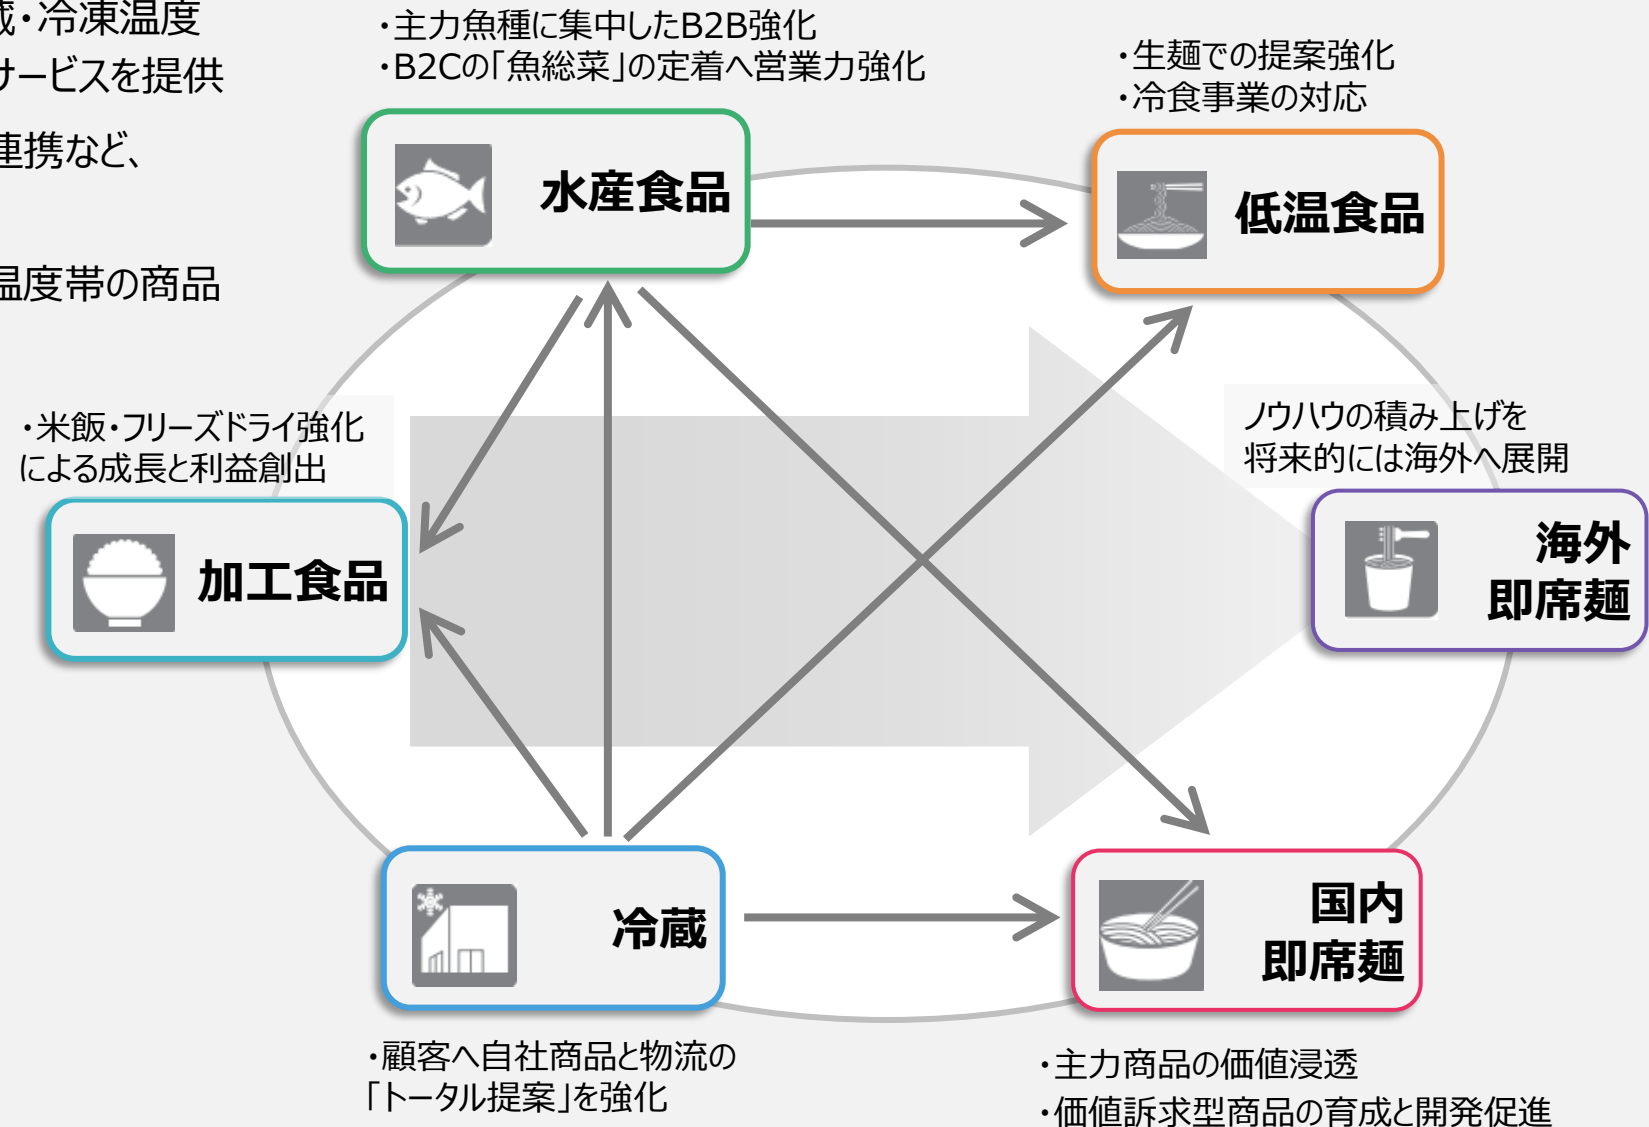 蔵・冷凍温度
サービスを提供
連携など、
温度帯の商品
・主力魚種に集中したB2B強化
・B2Cの「魚総菜」の定着へ営業力強化
・生麺での提案強化
・冷食事業の対応
水産食品
低温食品
・米飯・フリーズドライ強化
による成長と利益創出
ノウハウの積み上げを
将来的には海外へ展開
加工食品
海外
即席麺
冷蔵
国内
即席麺
・顧客へ自社商品と物流の
「トータル提案」を強化
・主力商品の価値浸透
・価値訴求型商品の育成と開発促進